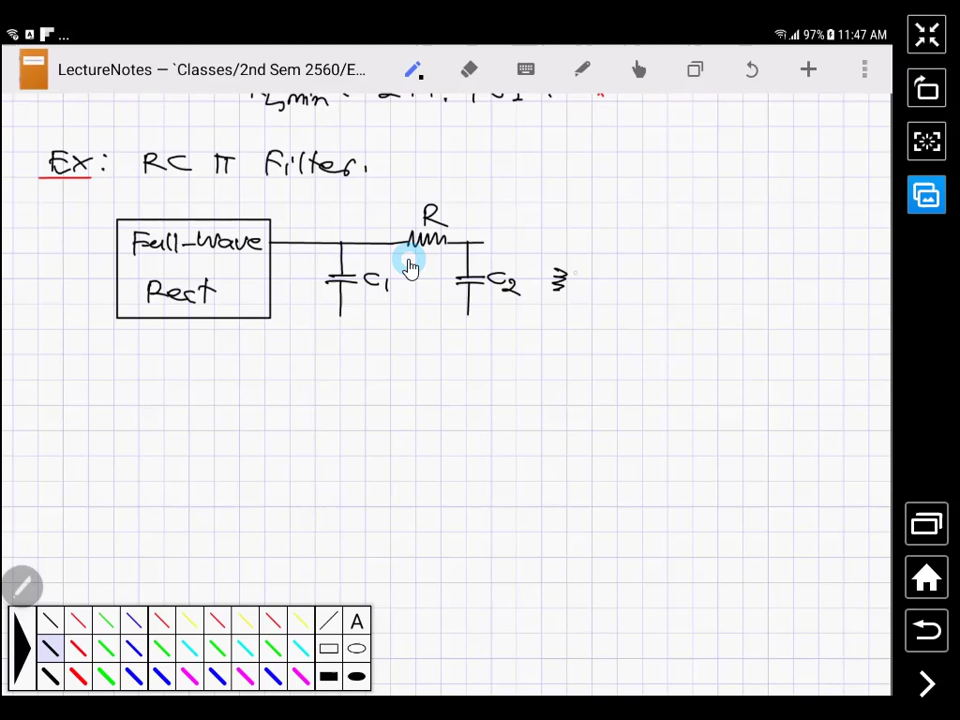 97% 11:47 AM
LectureNotes — `Classes/2nd Sem 2560/E...
Ex: RC π Filter.
R
Full-Wave
Rect
C1
C2
A